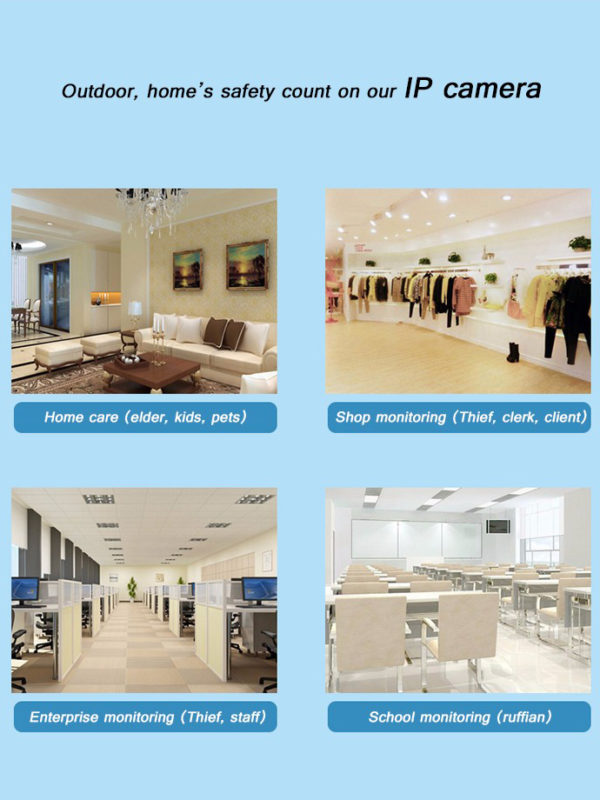 Outdoor, home's safety count on our IP camera
Home care (elder, kids, pets)
Shop monitoring (Thief, clerk, client)
Enterprise monitoring (Thief, staff)
School monitoring (ruffian)